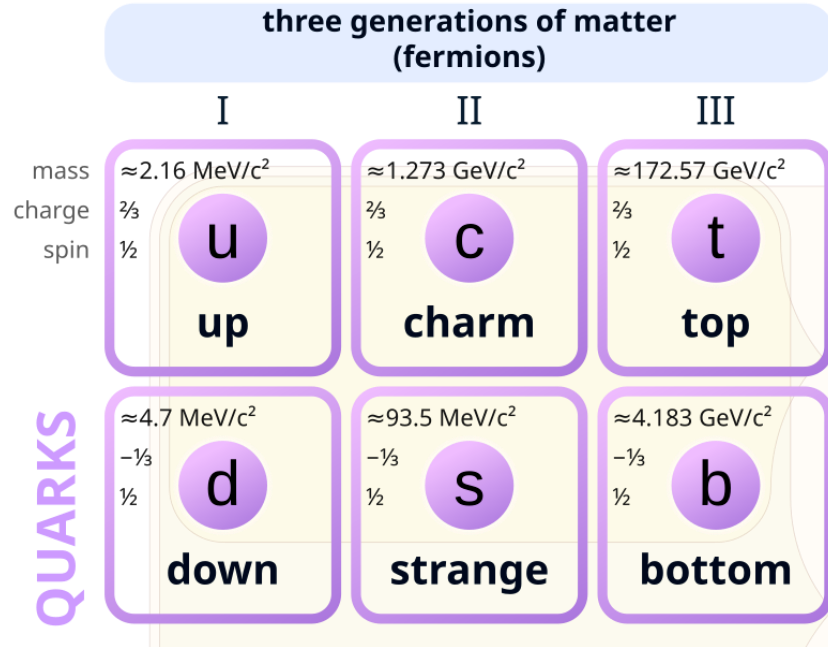 three generations of matter
(fermions)
I II III
mass ≈2.16 MeV/c² ≈1.273 GeV/c² ≈172.57 GeV/c²
charge ⅔ ⅔ ⅔
spin ½ ½ ½
u c t
up charm top
QUARKS
≈4.7 MeV/c² ≈93.5 MeV/c² ≈4.183 GeV/c²
−⅓ −⅓ −⅓
½ ½ ½
d s b
down strange bottom